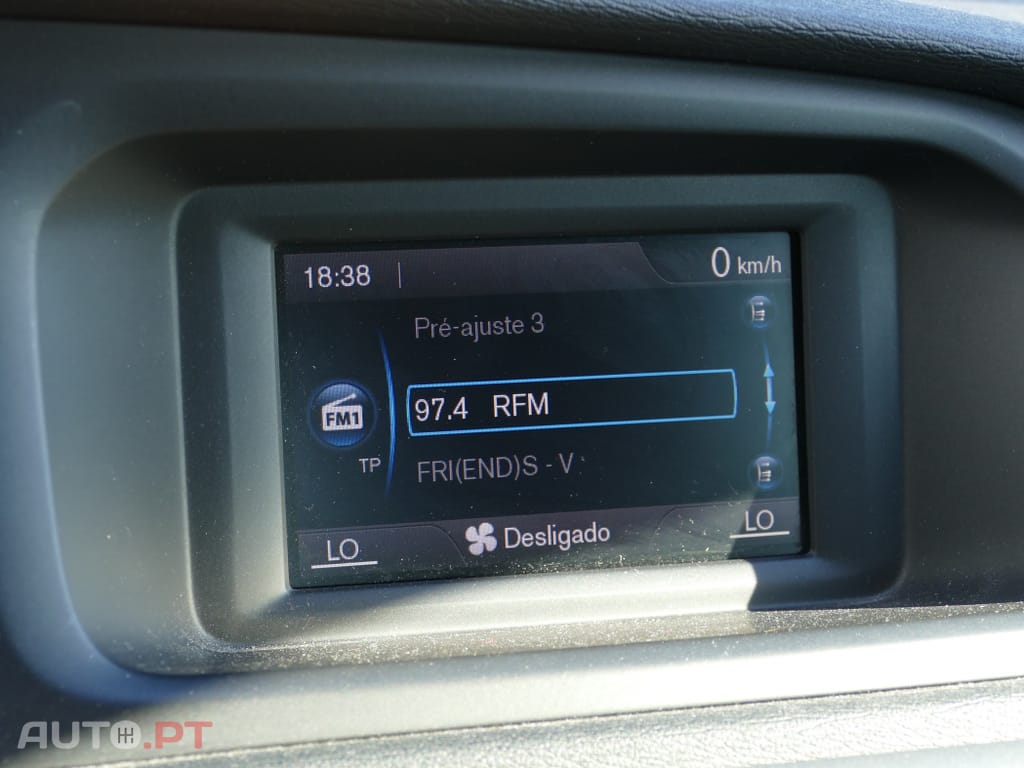 18:38
0 km/h
Pré-ajuste 3
FM1
97.4 RFM
TP
FRI(END)S - V
LO
Desligado
LO
AUTO.PT